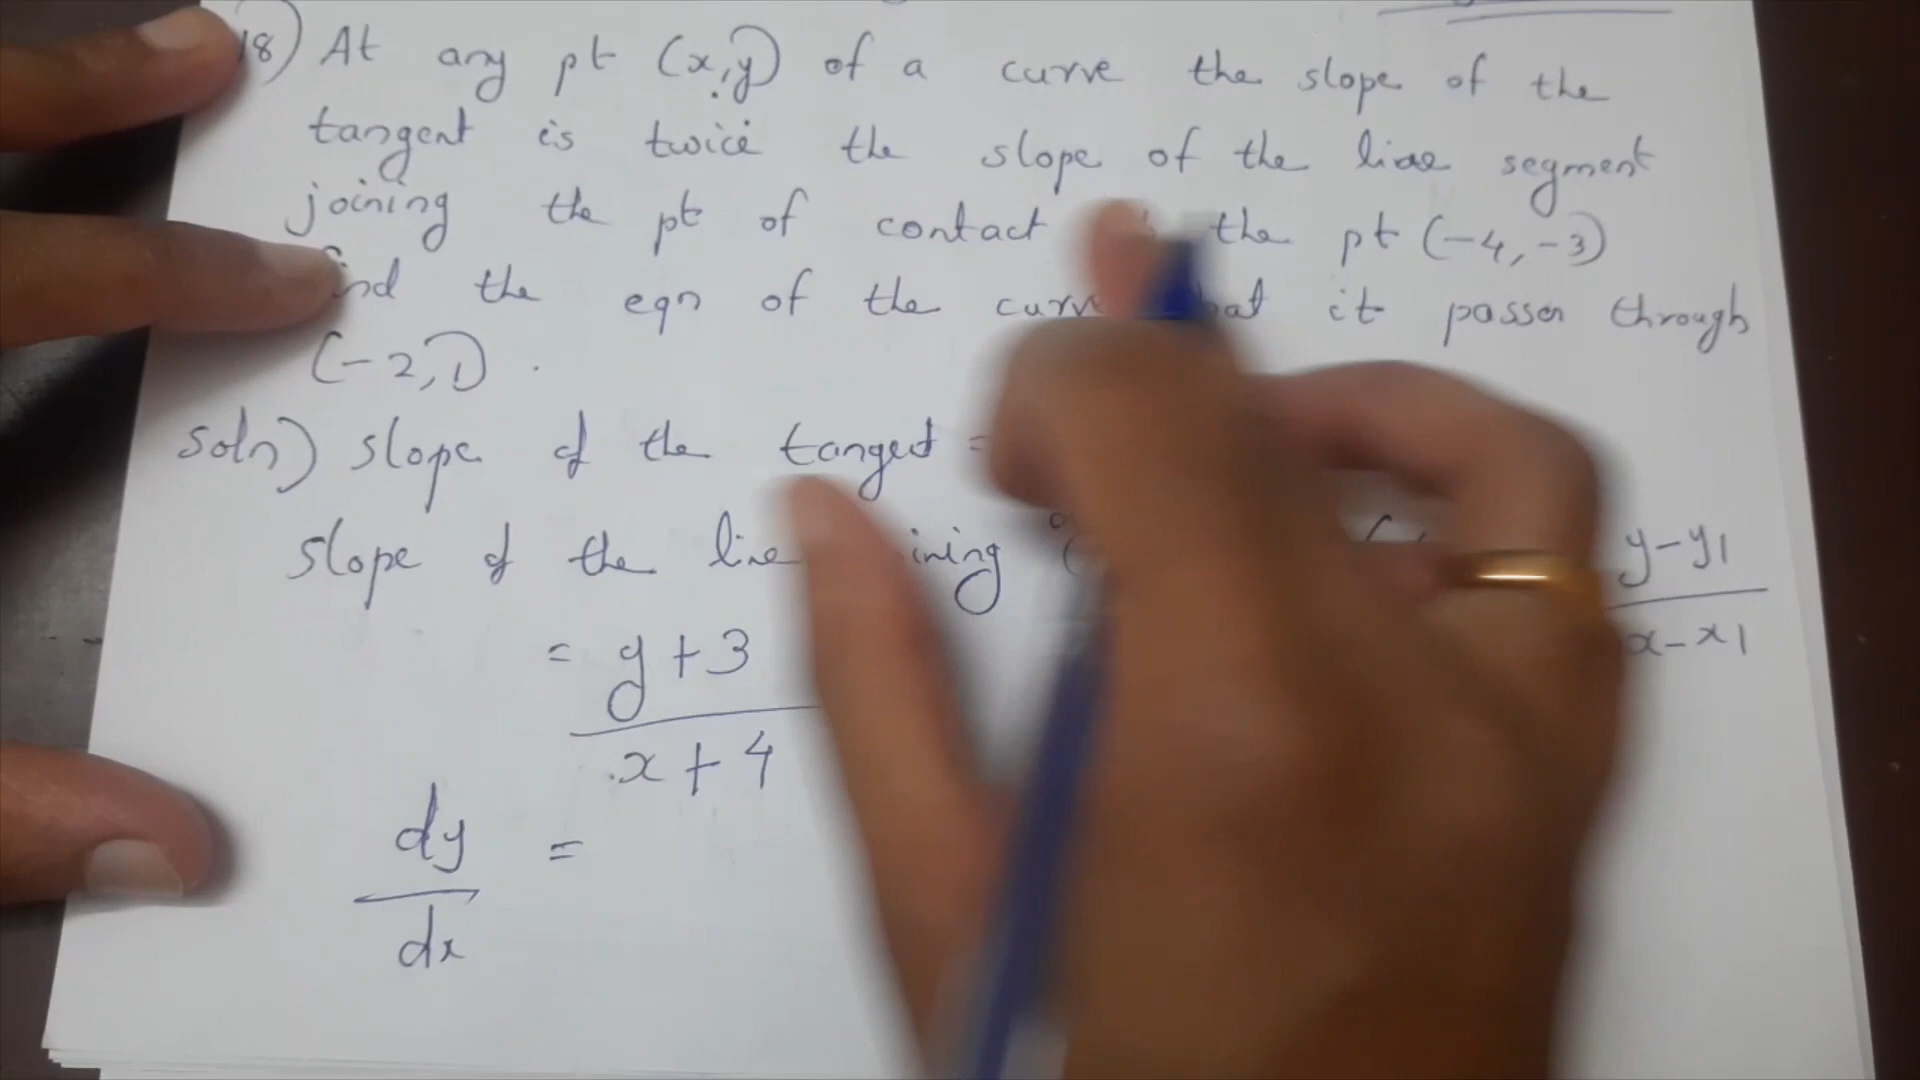 18) At any pt (x,y) of a curve the slope of the
tangent is twice the slope of the line segment
joining the pt of contact the pt (-4,-3)
the eqn of the it passes through
(-2,1).
soln) slope of the tanget =
slope of the line
y-y1
x-x1
= y+3
x+4
dy =
dx